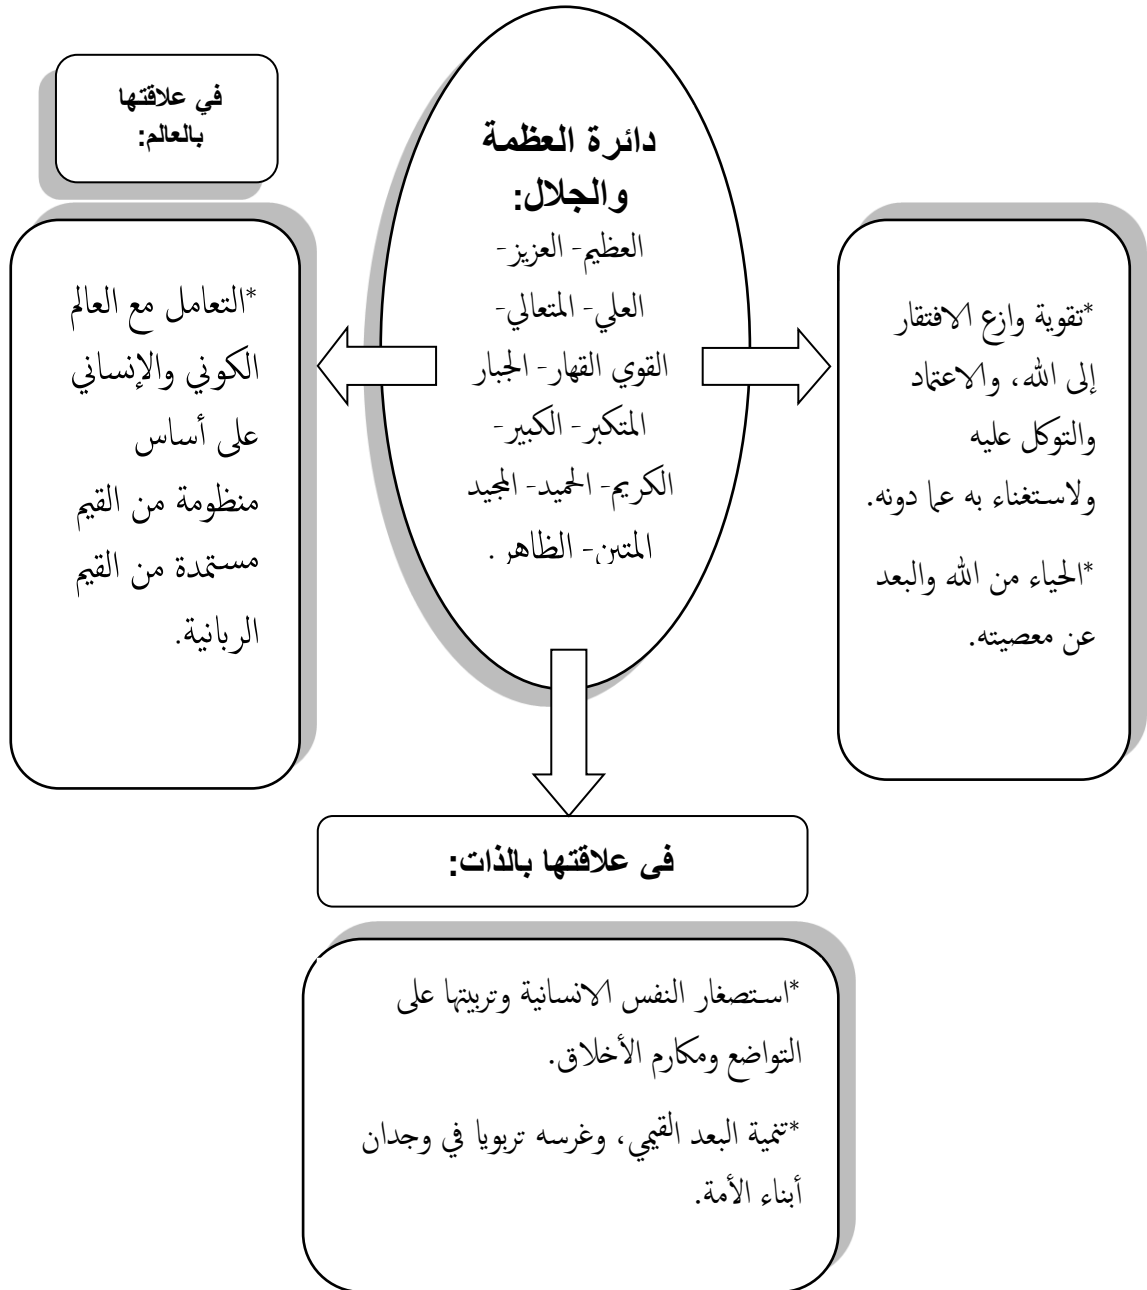 دائرة العظمة
والجلال:
العظيم- العزيز-
العلي- المتعالي-
القوي القهار- الجبار
المتكبر- الكبير-
الكريم- الحميد- المجيد
المتين- الظاهر .
*تقوية وازع الافتقار
إلى الله، والاعتماد
والتوكل عليه
ولاستغناء به عما دونه.
*الحياء من الله والبعد
عن معصيته.
في علاقتها
بالعالم:
*التعامل مع العالم
الكوني والإنساني
على أساس
منظومة من القيم
مستمدة من القيم
الربانية.
في علاقتها بالذات:
*استصغار النفس الانسانية وتربيتها على
التواضع ومكارم الأخلاق.
*تنمية البعد القيمي، وغرسه تربويا في وجدان
أبناء الأمة.